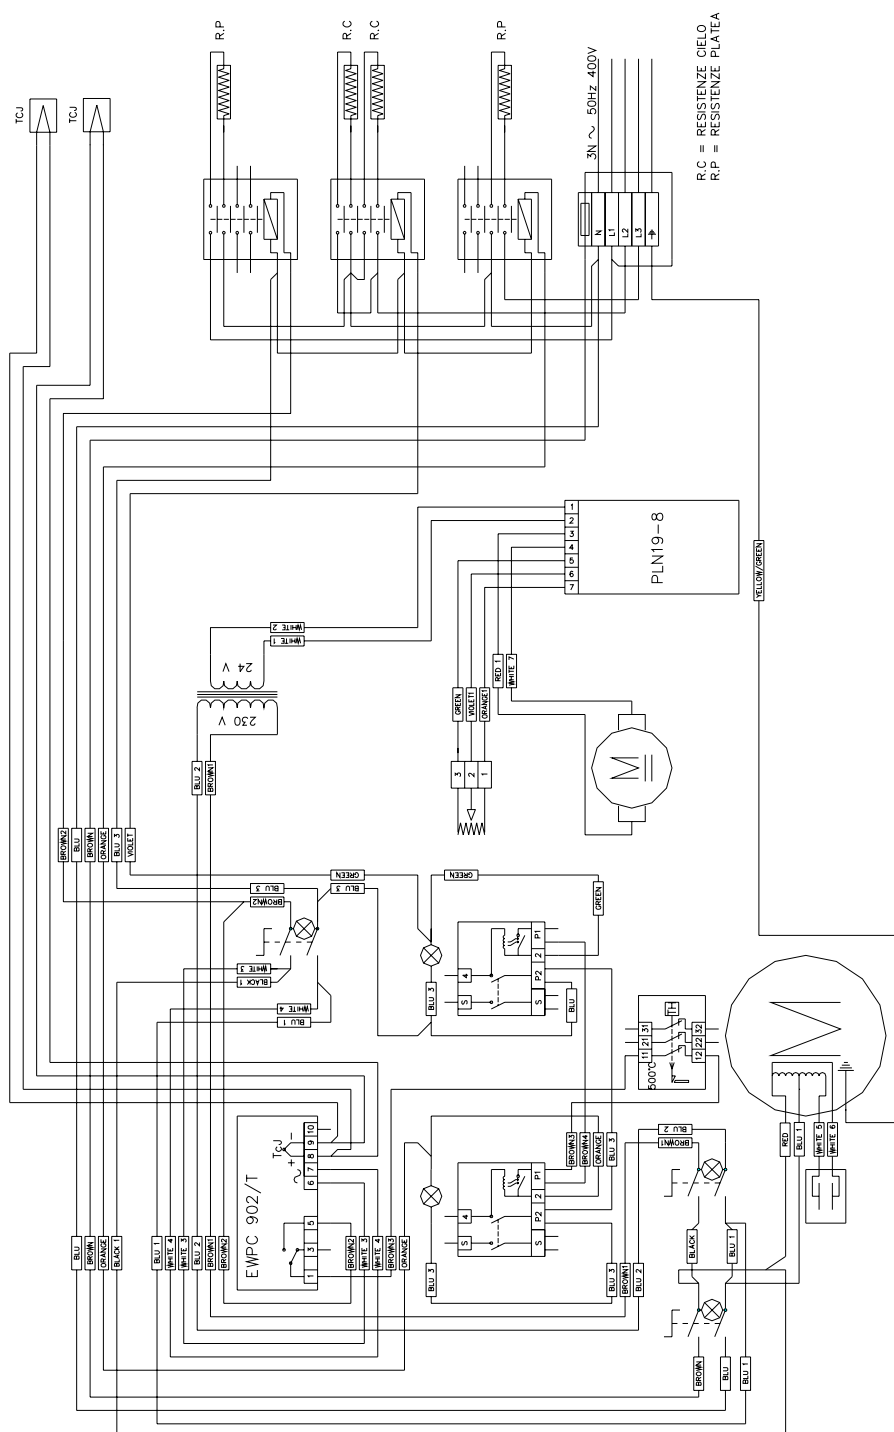 TCJ
TCJ
R.P
R.C
R.C
R.P
3N ~ 50Hz 400V
R.C = RESISTENZE CIELO
R.P = RESISTENZE PLATEA
N
L1
L2
L3
1
2
3
4
5
6
7
PLN19-8
YELLOW/GREEN
WHITE 2
WHITE 1
24 V
230 V
BLU 2
BROWN1
RED 1
WHITE 7
GREEN
VIOLET1
ORANGE1
3
2
1
M
BROWN2
BLU
BROWN
ORANGE
BLU 3
VIOLET
GREEN
BLU 3
BLU 3
BROWN2
GREEN
GREEN
WHITE 3
BLACK 1
WHITE 4
BLU 1
BLU 3
4
S
P1
2
P2
S
BLU
TH
31
21
11
32
22
12
500°C
M
RED
BLU 1
WHITE 5
WHITE 6
EWPC 902/T
TcJ
+
-
~
10
9
8
7
6
5
3
1
BROWN3
BROWN4
ORANGE
BLU 3
BLU 2
BROWN1
4
S
P1
2
P2
S
BLU
BROWN
ORANGE
BLACK 1
BLU 1
WHITE 4
WHITE 3
BLU 2
BROWN1
BROWN2
BROWN2
WHITE 3
WHITE 4
BROWN3
ORANGE
BLU 3
BLU 3
BROWN1
BLU 2
BLACK
BLU 1
BROWN
BLU
BLU 1